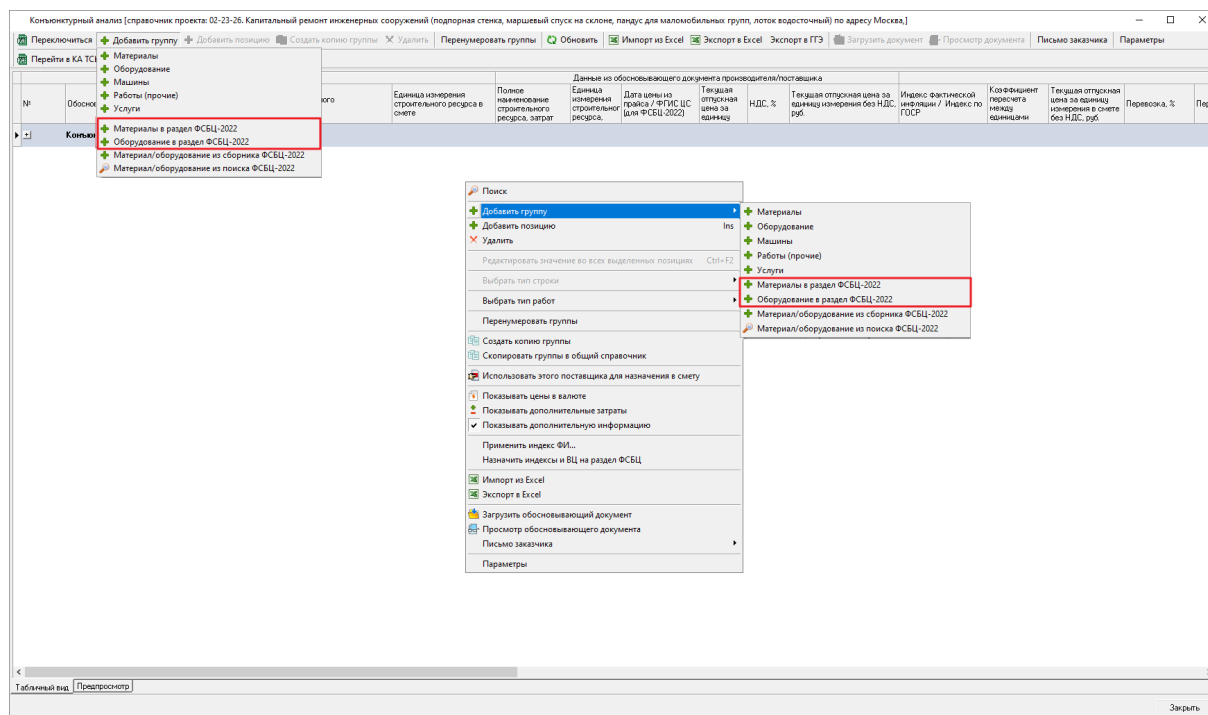 Конъюнктурный анализ [справочник проекта: 02-23-26. Капитальный ремонт инженерных сооружений (подпорная стенка, маршевый спуск на склоне, пандус для маломобильных групп, лоток водосточный) по адресу Москва,]
Переключиться Добавить группу Добавить позицию Создать копию группы Удалить Перенумеровать группы Обновить Импорт из Excel Экспорт в Excel Экспорт в ГГЭ Загрузить документ Просмотр документа Письмо заказчика Параметры
Перейти в КА ТС
Материалы
Оборудование
Машины
Работы (прочие)
Услуги
Материалы в раздел ФСБЦ-2022
Оборудование в раздел ФСБЦ-2022
Материал/оборудование из сборника ФСБЦ-2022
Материал/оборудование из поиска ФСБЦ-2022
Данные из обосновывающего документа производителя/поставщика
№
Обоснов
ого
Единица измерения строительного ресурса в смете
Полное наименование строительного ресурса, затрат
Единица измерения строительног ресурса,
Дата цены из прайса / ФГИС ЦС (для ФСБЦ-2022)
Текущая отпускная цена за единицу
НДС, %
Текущая отпускная цена за единицу измерения без НДС, руб.
Индекс фактической инфляции / Индекс по ГОСР
Коэффициент пересчета между единицами
Текущая отпускная цена за единицу измерения в смете без НДС, руб.
Перевозка, %
Пер
Конъюн
Поиск
Добавить группу
Добавить позицию Ins
Удалить
Редактировать значение во всех выделенных позициях Ctrl+F2
Выбрать тип строки
Выбрать тип работ
Перенумеровать группы
Создать копию группы
Скопировать группы в общий справочник
Использовать этого поставщика для назначения в смету
Показывать цены в валюте
Показывать дополнительные затраты
Показывать дополнительную информацию
Применить индекс ФИ...
Назначить индексы и ВЦ на раздел ФСБЦ
Импорт из Excel
Экспорт в Excel
Загрузить обосновывающий документ
Просмотр обосновывающего документа
Письмо заказчика
Параметры
Материалы
Оборудование
Машины
Работы (прочие)
Услуги
Материалы в раздел ФСБЦ-2022
Оборудование в раздел ФСБЦ-2022
Материал/оборудование из сборника ФСБЦ-2022
Материал/оборудование из поиска ФСБЦ-2022
Табличный вид Предпросмотр
Закрыть